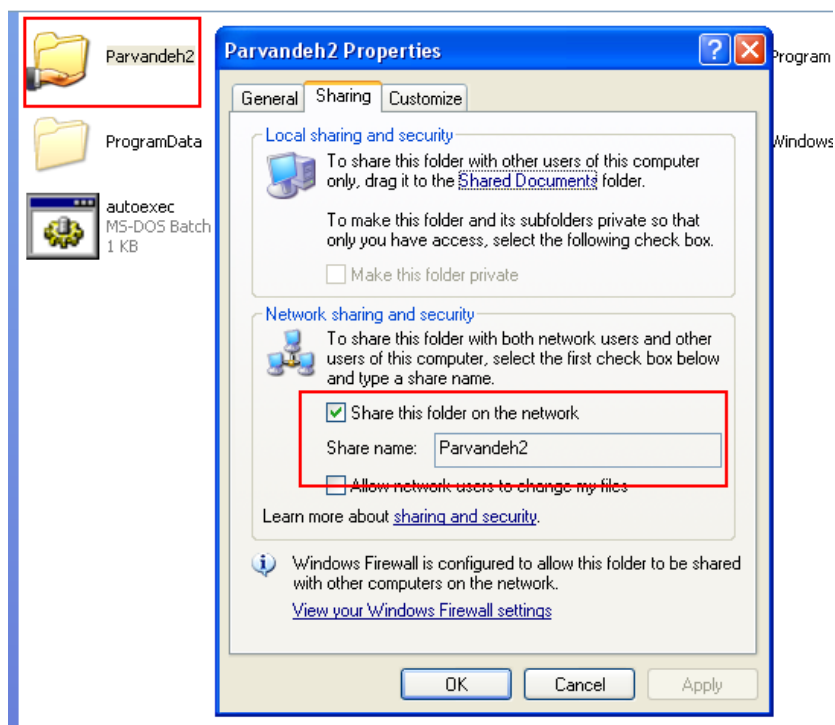 Parvandeh2
ProgramData
autoexec
MS-DOS Batch
1 KB
Program
Windows
Parvandeh2 Properties
General Sharing Customize
Local sharing and security
To share this folder with other users of this computer
only, drag it to the Shared Documents folder.
To make this folder and its subfolders private so that
only you have access, select the following check box.
Make this folder private
Network sharing and security
To share this folder with both network users and other
users of this computer, select the first check box below
and type a share name.
Share this folder on the network
Share name: Parvandeh2
Allow network users to change my files
Learn more about sharing and security.
Windows Firewall is configured to allow this folder to be shared
with other computers on the network.
View your Windows Firewall settings
OK Cancel Apply